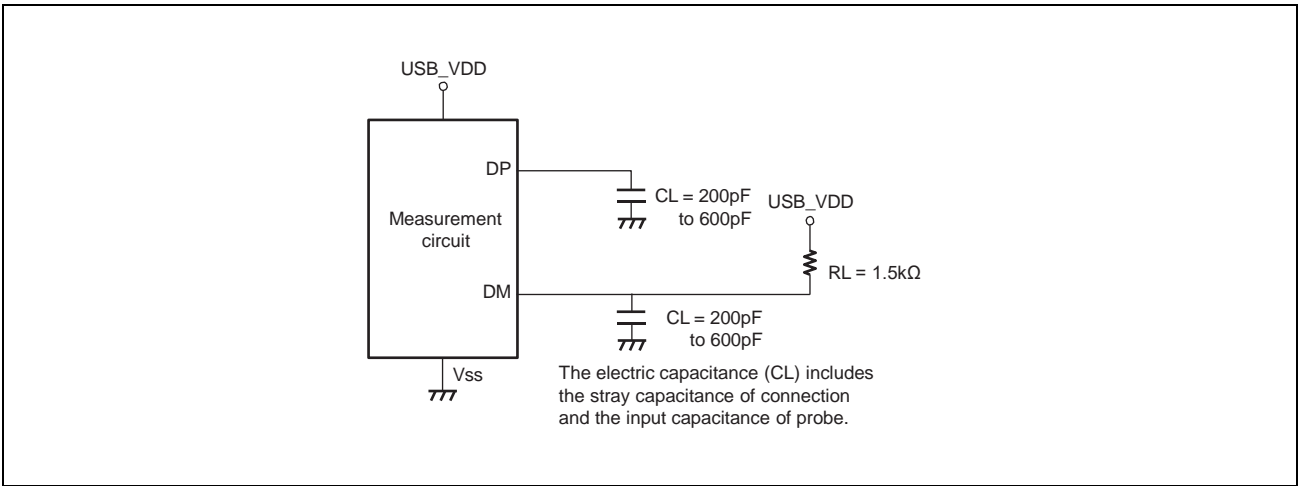 USB_VDD
DP
CL = 200pF
to 600pF
USB_VDD
Measurement
circuit
RL = 1.5kΩ
DM
CL = 200pF
to 600pF
Vss
The electric capacitance (CL) includes
the stray capacitance of connection
and the input capacitance of probe.